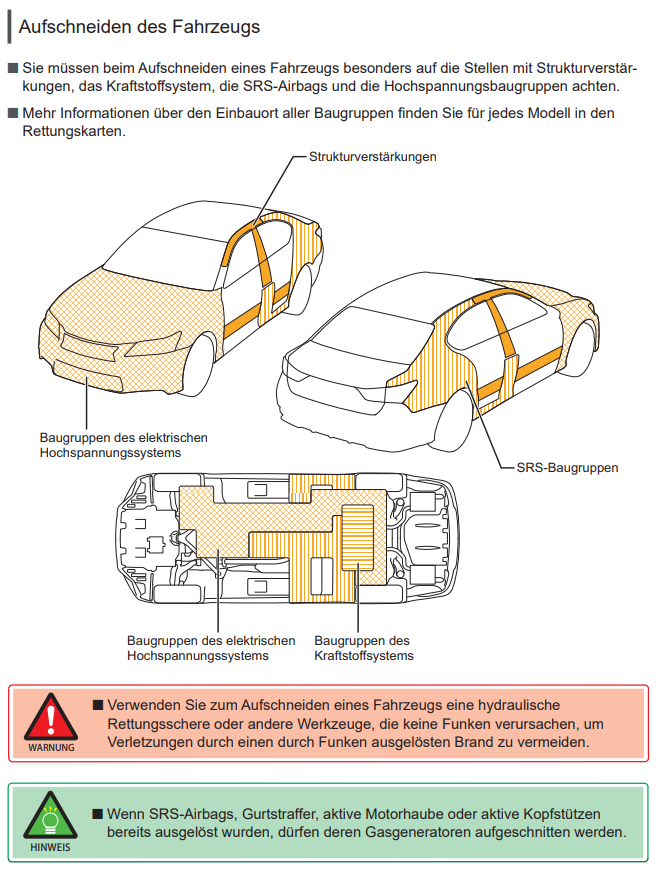 Aufschneiden des Fahrzeugs
■ Sie müssen beim Aufschneiden eines Fahrzeugs besonders auf die Stellen mit Strukturverstär-
kungen, das Kraftstoffsystem, die SRS-Airbags und die Hochspannungsbaugruppen achten.
■ Mehr Informationen über den Einbauort aller Baugruppen finden Sie für jedes Modell in den
Rettungskarten.
Strukturverstärkungen
Baugruppen des elektrischen
Hochspannungssystems
SRS-Baugruppen
Baugruppen des elektrischen
Hochspannungssystems
Baugruppen des
Kraftstoffsystems
WARNUNG
■ Verwenden Sie zum Aufschneiden eines Fahrzeugs eine hydraulische
Rettungsschere oder andere Werkzeuge, die keine Funken verursachen, um
Verletzungen durch einen durch Funken ausgelösten Brand zu vermeiden.
HINWEIS
■ Wenn SRS-Airbags, Gurtstraffer, aktive Motorhaube oder aktive Kopfstützen
bereits ausgelöst wurden, dürfen deren Gasgeneratoren aufgeschnitten werden.